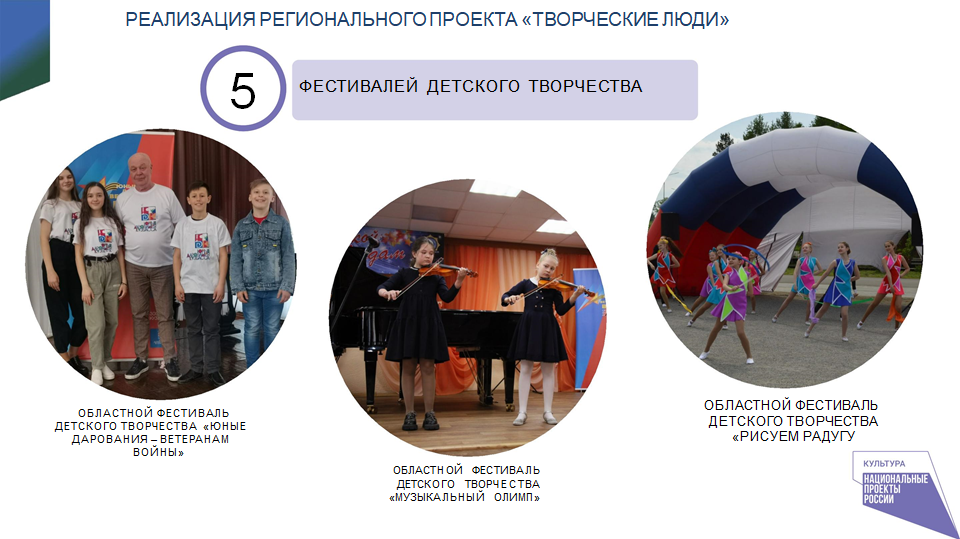 РЕАЛИЗАЦИЯ РЕГИОНАЛЬНОГО ПРОЕКТА «ТВОРЧЕСКИЕ ЛЮДИ»
5
ФЕСТИВАЛЕЙ ДЕТСКОГО ТВОРЧЕСТВА
ОБЛАСТНОЙ ФЕСТИВАЛЬ
ДЕТСКОГО ТВОРЧЕСТВА «ЮНЫЕ
ДАРОВАНИЯ – ВЕТЕРАНАМ
ВОЙНЫ»
ОБЛАСТНОЙ ФЕСТИВАЛЬ
ДЕТСКОГО ТВОРЧЕСТВА
«МУЗЫКАЛЬНЫЙ ОЛИМП»
ОБЛАСТНОЙ ФЕСТИВАЛЬ
ДЕТСКОГО ТВОРЧЕСТВА
«РИСУЕМ РАДУГУ
КУЛЬТУРА
НАЦИОНАЛЬНЫЕ
ПРОЕКТЫ
РОССИИ